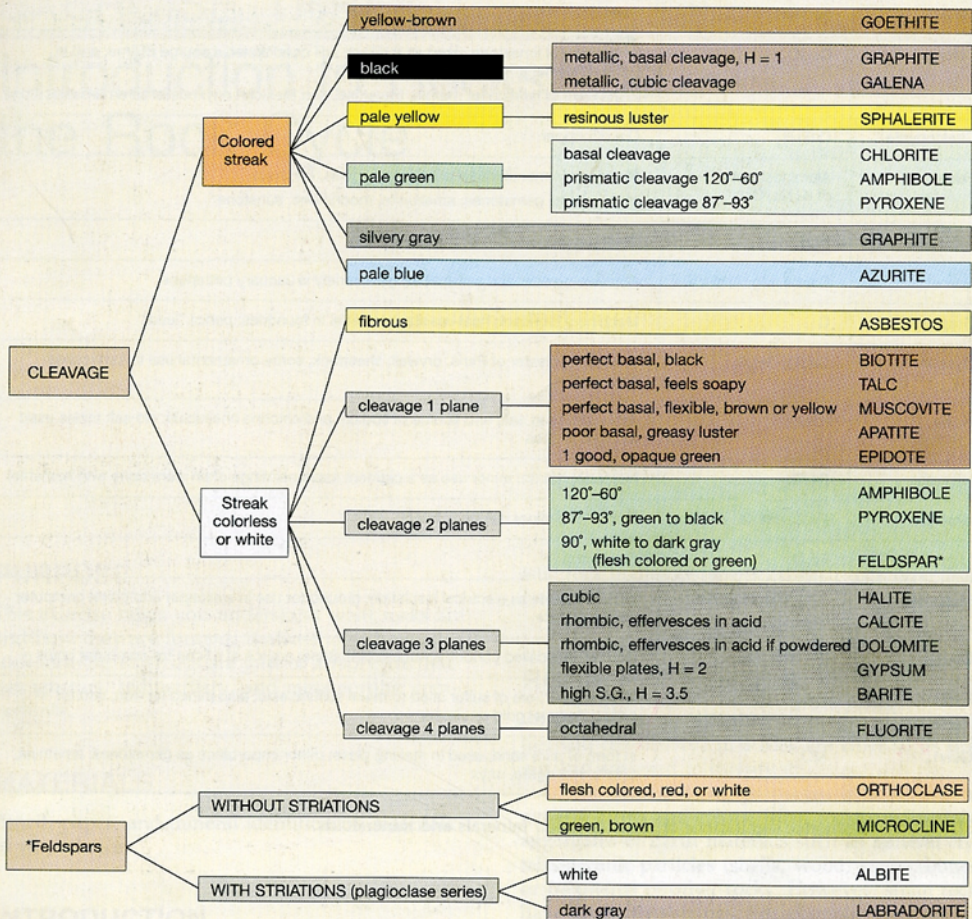 yellow-brown GOETHITE
black
metallic, basal cleavage, H = 1 GRAPHITE
metallic, cubic cleavage GALENA
Colored
streak
pale yellow resinous luster SPHALERITE
pale green
basal cleavage CHLORITE
prismatic cleavage 120°–60° AMPHIBOLE
prismatic cleavage 87°–93° PYROXENE
silvery gray GRAPHITE
pale blue AZURITE
CLEAVAGE
fibrous ASBESTOS
cleavage 1 plane
perfect basal, black BIOTITE
perfect basal, feels soapy TALC
perfect basal, flexible, brown or yellow MUSCOVITE
poor basal, greasy luster APATITE
1 good, opaque green EPIDOTE
Streak
colorless
or white
cleavage 2 planes
120°–60° AMPHIBOLE
87°–93°, green to black PYROXENE
90°, white to dark gray
(flesh colored or green) FELDSPAR*
cleavage 3 planes
cubic HALITE
rhombic, effervesces in acid CALCITE
rhombic, effervesces in acid if powdered DOLOMITE
flexible plates, H = 2 GYPSUM
high S.G., H = 3.5 BARITE
cleavage 4 planes octahedral FLUORITE
*Feldspars
WITHOUT STRIATIONS
flesh colored, red, or white ORTHOCLASE
green, brown MICROCLINE
WITH STRIATIONS (plagioclase series)
white ALBITE
dark gray LABRADORITE